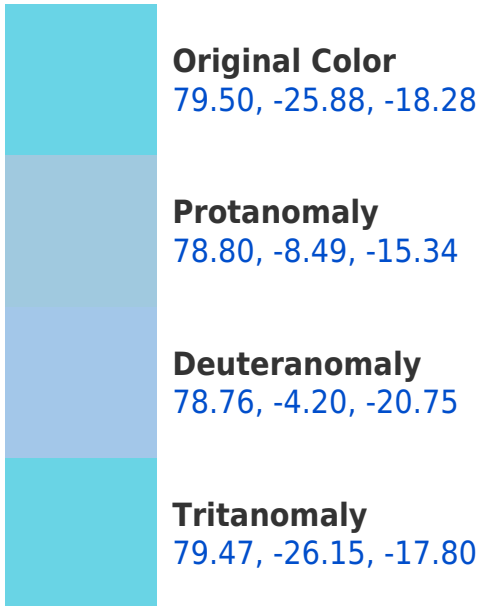 Original Color
79.50, -25.88, -18.28
Protanomaly
78.80, -8.49, -15.34
Deuteranomaly
78.76, -4.20, -20.75
Tritanomaly
79.47, -26.15, -17.80